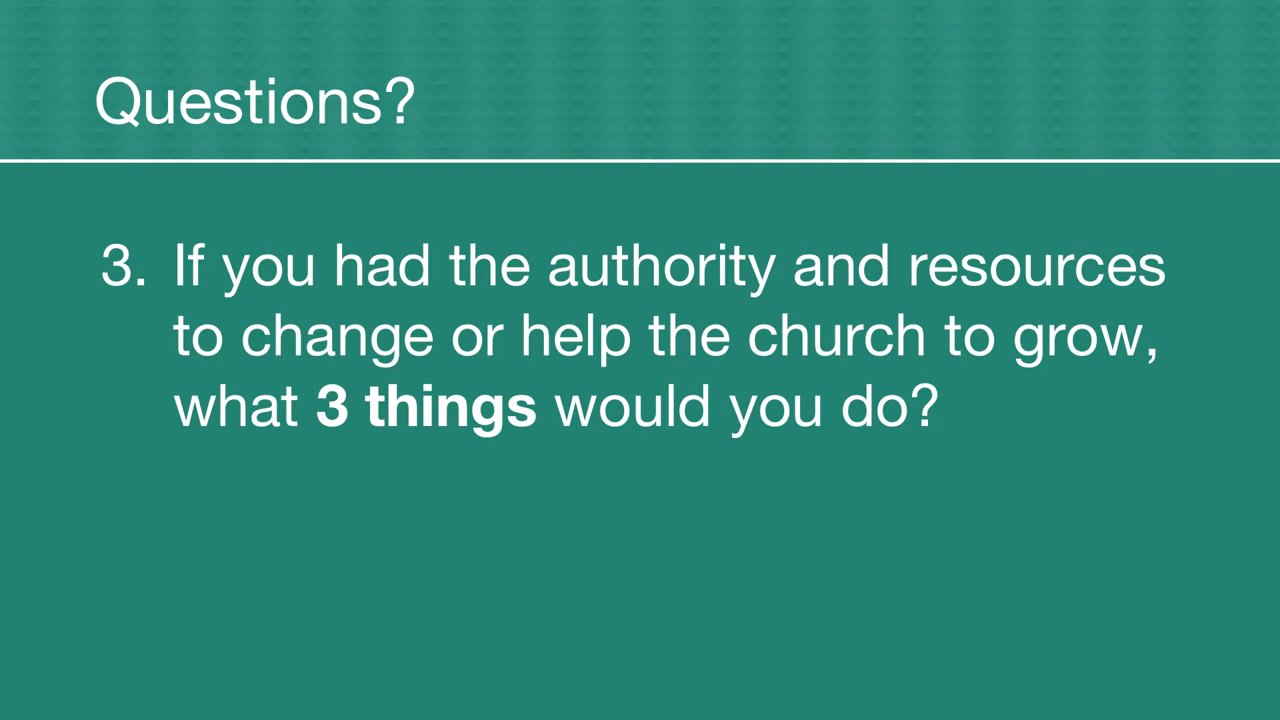 Questions?
3. If you had the authority and resources
to change or help the church to grow,
what 3 things would you do?